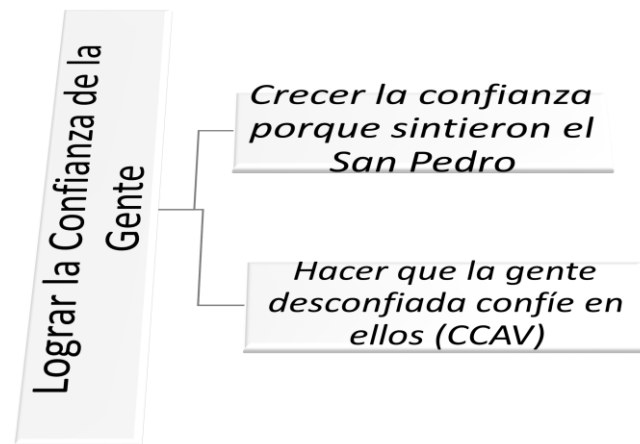 Lograr la Confianza de la
Gente
Crecer la confianza
porque sintieron el
San Pedro
Hacer que la gente
desconfiada confíe en
ellos (CCAV)